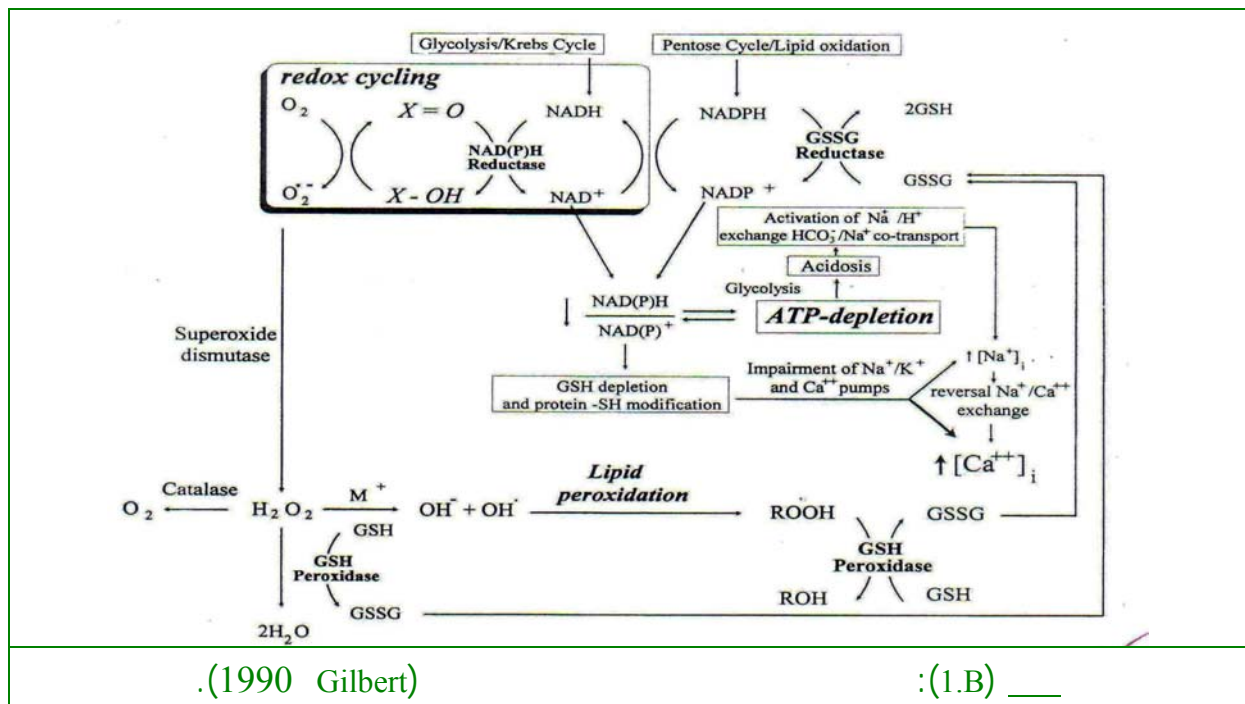 Glycolysis/Krebs Cycle
Pentose Cycle/Lipid oxidation
redox cycling
O₂
X = O
NADH
NADPH
2GSH
NAD(P)H
Reductase
GSSG
Reductase
O₂˙⁻
X - OH
NAD⁺
NADP ⁺
GSSG
Activation of Na⁺/H⁺
exchange HCO₃⁻/Na⁺ co-transport
Acidosis
Glycolysis
NAD(P)H
NAD(P)⁺
ATP-depletion
Superoxide
dismutase
GSH depletion
and protein -SH modification
Impairment of Na⁺/K⁺
and Ca⁺⁺ pumps
↑ [Na⁺]ᵢ
reversal Na⁺/Ca⁺⁺
exchange
↑ [Ca⁺⁺]ᵢ
Lipid
peroxidation
O₂
Catalase
H₂O₂
M ⁺
OH⁻ + OH˙
ROOH
GSSG
GSH
GSH
Peroxidase
GSH
Peroxidase
GSSG
ROH
GSH
2H₂O
.(1990 Gilbert)
:(1.B) ___